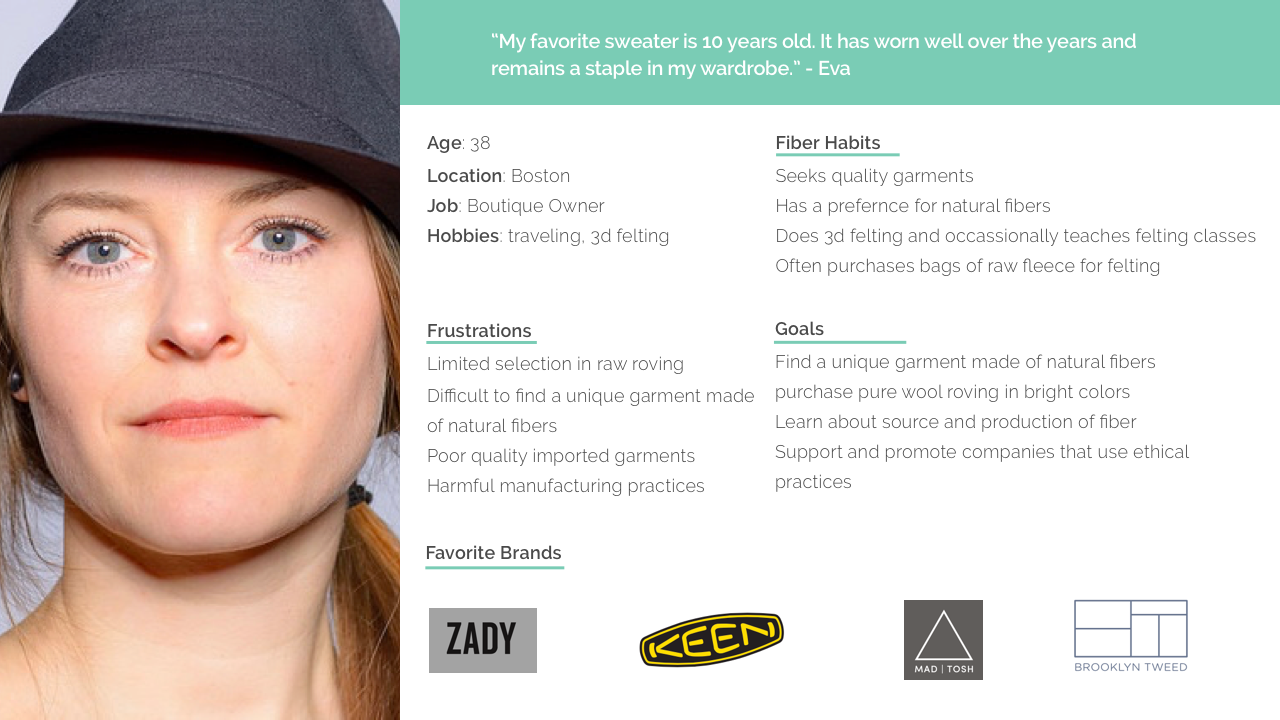 “My favorite sweater is 10 years old. It has worn well over the years and
remains a staple in my wardrobe.” - Eva
Age: 38
Location: Boston
Job: Boutique Owner
Hobbies: traveling, 3d felting
Fiber Habits
Seeks quality garments
Has a prefernce for natural fibers
Does 3d felting and occassionally teaches felting classes
Often purchases bags of raw fleece for felting
Frustrations
Limited selection in raw roving
Difficult to find a unique garment made
of natural fibers
Poor quality imported garments
Harmful manufacturing practices
Goals
Find a unique garment made of natural fibers
purchase pure wool roving in bright colors
Learn about source and production of fiber
Support and promote companies that use ethical
practices
Favorite Brands
ZADY
KEEN
MAD | TOSH
BROOKLYN TWEED